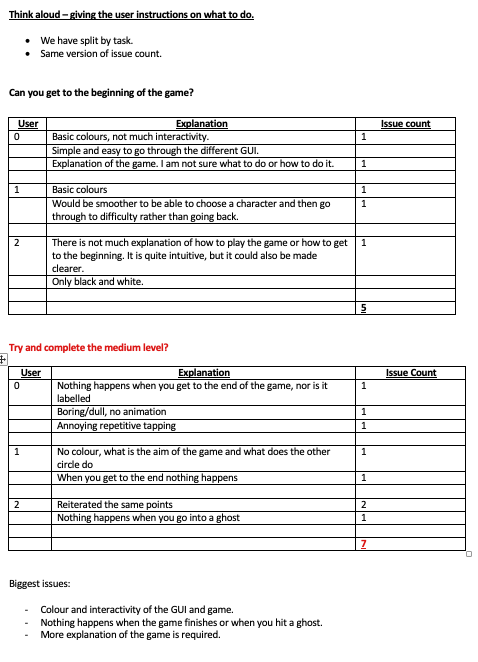 Think aloud – giving the user instructions on what to do.
• We have split by task.
• Same version of issue count.
Can you get to the beginning of the game?
User Explanation Issue count
0 Basic colours, not much interactivity. 1
Simple and easy to go through the different GUI.
Explanation of the game. I am not sure what to do or how to do it. 1
1 Basic colours 1
Would be smoother to be able to choose a character and then go 1
through to difficulty rather than going back.
2 There is not much explanation of how to play the game or how to get 1
to the beginning. It is quite intuitive, but it could also be made
clearer.
Only black and white.
5
Try and complete the medium level?
User Explanation Issue Count
0 Nothing happens when you get to the end of the game, nor is it 1
labelled
Boring/dull, no animation 1
Annoying repetitive tapping 1
1 No colour, what is the aim of the game and what does the other 1
circle do
When you get to the end nothing happens 1
2 Reiterated the same points 2
Nothing happens when you go into a ghost 1
7
Biggest issues:
- Colour and interactivity of the GUI and game.
- Nothing happens when the game finishes or when you hit a ghost.
- More explanation of the game is required.